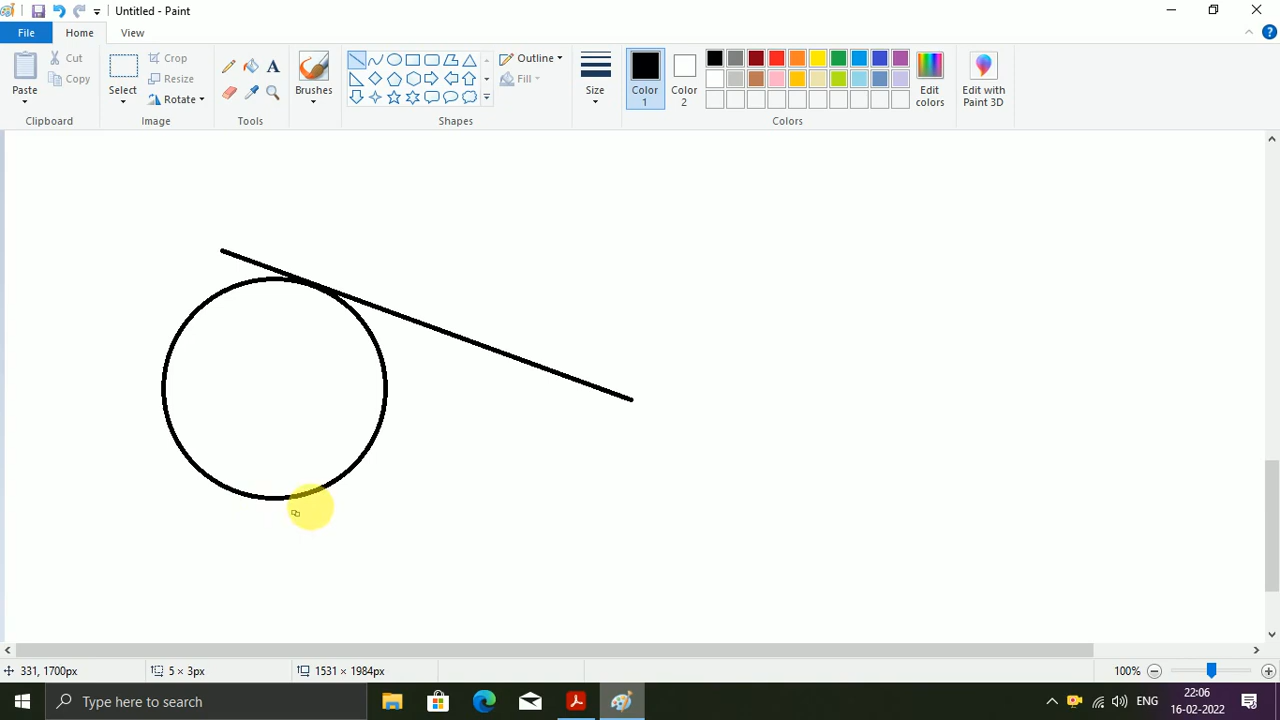 Untitled - Paint
File Home View
Paste
Cut
Copy
Clipboard
Select
Crop
Resize
Rotate
Image
A
Tools
Brushes
Outline
Fill
Shapes
Size
Color 1
Color 2
Edit colors
Colors
Edit with Paint 3D
331, 1700px 5 × 3px 1531 × 1984px 100%
Type here to search
ENG
22:06
16-02-2022